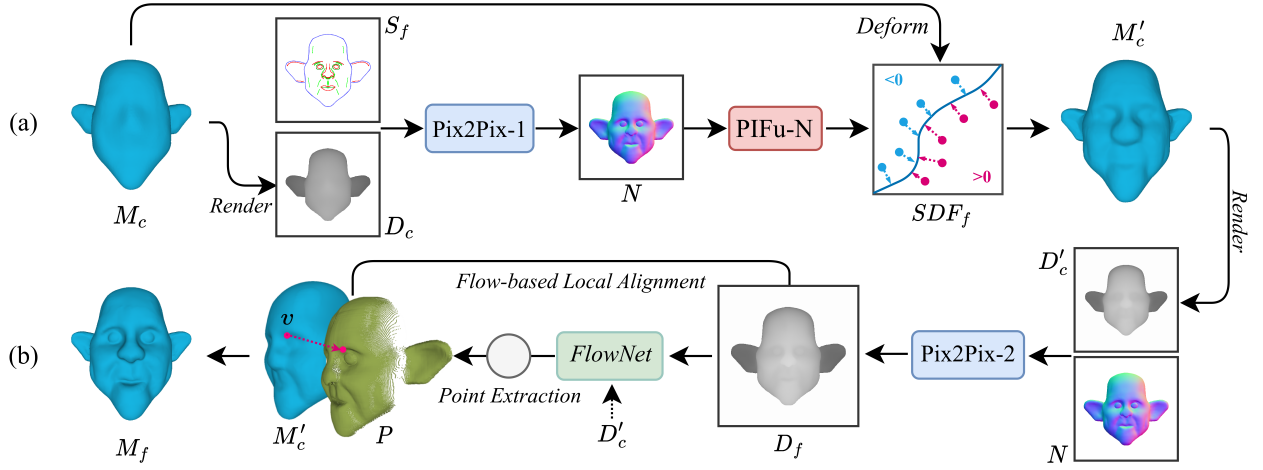 (a)
M_c
Render
S_f
D_c
Pix2Pix-1
N
PIFu-N
Deform
<0
>0
SDF_f
M'_c
Render
(b)
M_f
v
M'_c
P
Point Extraction
Flow-based Local Alignment
FlowNet
D'_c
D_f
Pix2Pix-2
D'_c
N